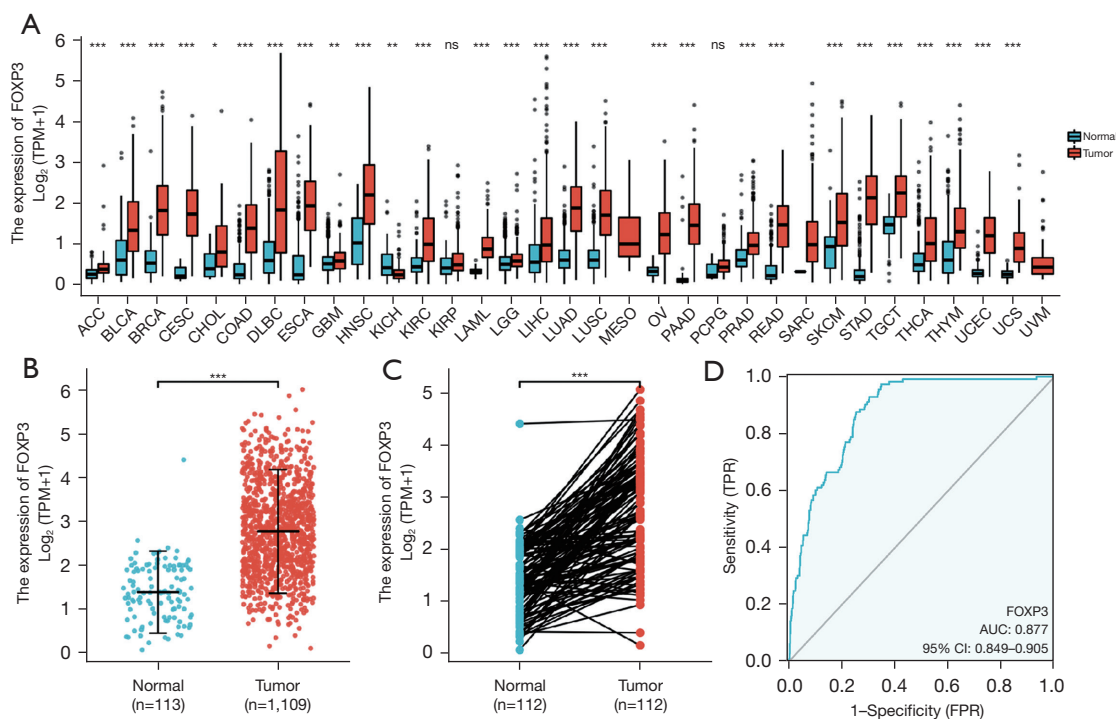 A
The expression of FOXP3
Log₂ (TPM+1)
6
5
4
3
2
1
0
*** *** *** *** * *** *** *** ** *** ** *** ns *** *** *** *** *** *** *** ns *** *** *** *** *** *** *** *** ***
Normal
Tumor
ACC BLCA BRCA CESC CHOL COAD DLBC ESCA GBM HNSC KICH KIRC KIRP LAML LGG LIHC LUAD LUSC MESO OV PAAD PCPG PRAD READ SARC SKCM STAD TGCT THCA THYM UCEC UCS UVM
B
The expression of FOXP3
Log₂ (TPM+1)
6
5
4
3
2
1
0
***
Normal
(n=113)
Tumor
(n=1,109)
C
The expression of FOXP3
Log₂ (TPM+1)
5
4
3
2
1
0
***
Normal
(n=112)
Tumor
(n=112)
D
Sensitivity (TPR)
1.0
0.8
0.6
0.4
0.2
0.0
FOXP3
AUC: 0.877
95% CI: 0.849–0.905
0.0 0.2 0.4 0.6 0.8 1.0
1–Specificity (FPR)